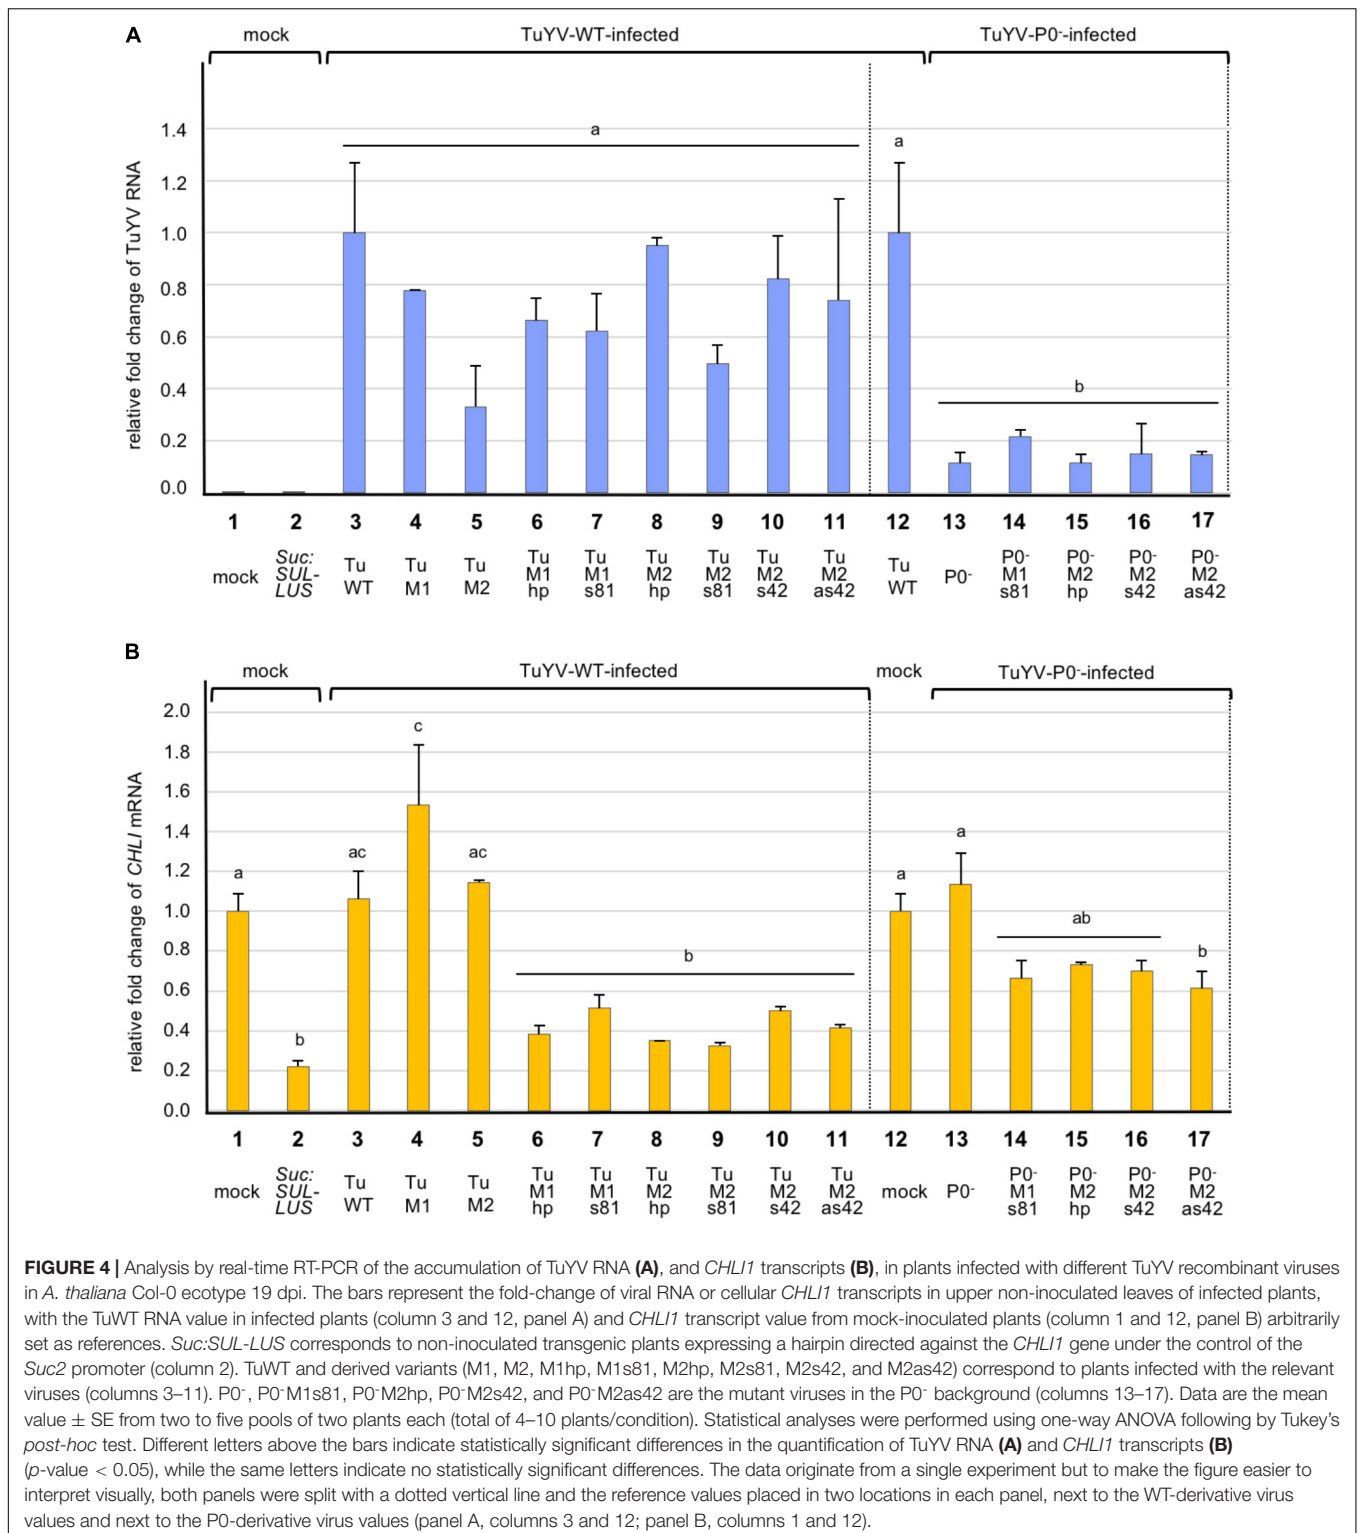 A
mock TuYV-WT-infected TuYV-P0⁻-infected
relative fold change of TuYV RNA
1.4
1.2
1.0
0.8
0.6
0.4
0.2
0.0
a a b
1 2 3 4 5 6 7 8 9 10 11 12 13 14 15 16 17
mock Suc: SUL- LUS Tu WT Tu M1 Tu M2 Tu M1 hp Tu M1 s81 Tu M2 hp Tu M2 s81 Tu M2 s42 Tu M2 as42 Tu WT P0⁻ P0⁻ M1 s81 P0⁻ M2 hp P0⁻ M2 s42 P0⁻ M2 as42
B
mock TuYV-WT-infected mock TuYV-P0⁻-infected
relative fold change of CHLI mRNA
2.0
1.8
1.6
1.4
1.2
1.0
0.8
0.6
0.4
0.2
0.0
a b ac c ac b a a ab b
1 2 3 4 5 6 7 8 9 10 11 12 13 14 15 16 17
mock Suc: SUL- LUS Tu WT Tu M1 Tu M2 Tu M1 hp Tu M1 s81 Tu M2 hp Tu M2 s81 Tu M2 s42 Tu M2 as42 mock P0⁻ P0⁻ M1 s81 P0⁻ M2 hp P0⁻ M2 s42 P0⁻ M2 as42
FIGURE 4 | Analysis by real-time RT-PCR of the accumulation of TuYV RNA (A), and CHLI1 transcripts (B), in plants infected with different TuYV recombinant viruses
in A. thaliana Col-0 ecotype 19 dpi. The bars represent the fold-change of viral RNA or cellular CHLI1 transcripts in upper non-inoculated leaves of infected plants,
with the TuWT RNA value in infected plants (column 3 and 12, panel A) and CHLI1 transcript value from mock-inoculated plants (column 1 and 12, panel B) arbitrarily
set as references. Suc:SUL-LUS corresponds to non-inoculated transgenic plants expressing a hairpin directed against the CHLI1 gene under the control of the
Suc2 promoter (column 2). TuWT and derived variants (M1, M2, M1hp, M1s81, M2hp, M2s81, M2s42, and M2as42) correspond to plants infected with the relevant
viruses (columns 3–11). P0⁻, P0⁻M1s81, P0⁻M2hp, P0⁻M2s42, and P0⁻M2as42 are the mutant viruses in the P0⁻ background (columns 13–17). Data are the mean
value ± SE from two to five pools of two plants each (total of 4–10 plants/condition). Statistical analyses were performed using one-way ANOVA following by Tukey's
post-hoc test. Different letters above the bars indicate statistically significant differences in the quantification of TuYV RNA (A) and CHLI1 transcripts (B)
(p-value < 0.05), while the same letters indicate no statistically significant differences. The data originate from a single experiment but to make the figure easier to
interpret visually, both panels were split with a dotted vertical line and the reference values placed in two locations in each panel, next to the WT-derivative virus
values and next to the P0-derivative virus values (panel A, columns 3 and 12; panel B, columns 1 and 12).